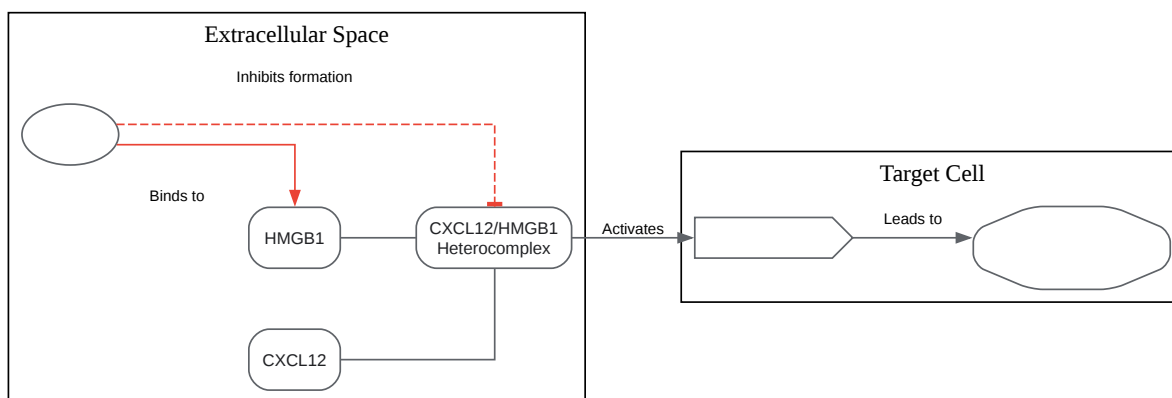 Extracellular Space
Inhibits formation
Binds to
HMGB1
CXCL12/HMGB1
Heterocomplex
CXCL12
Activates
Target Cell
Leads to